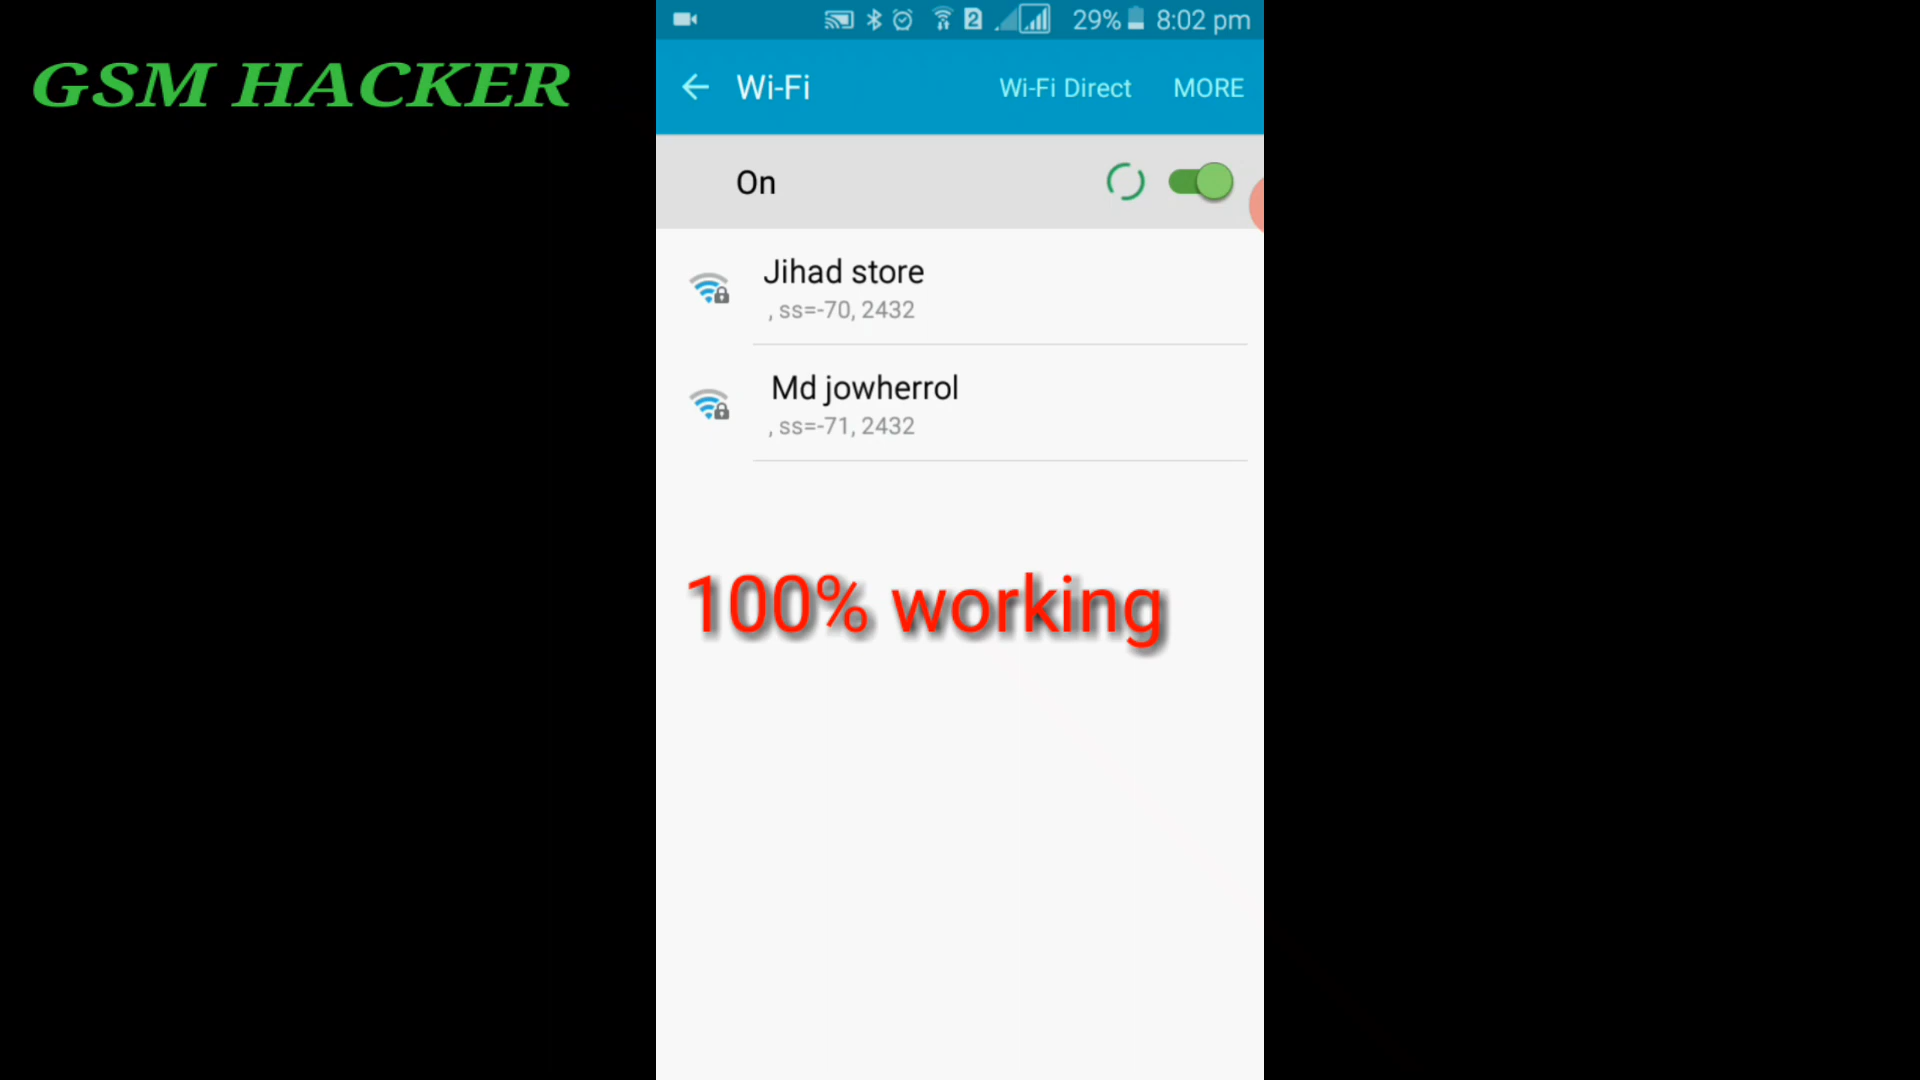 GSM HACKER
2 29% 8:02 pm
Wi-Fi Wi-Fi Direct MORE
On
Jihad store
, ss=-70, 2432
Md jowherrol
, ss=-71, 2432
100% working